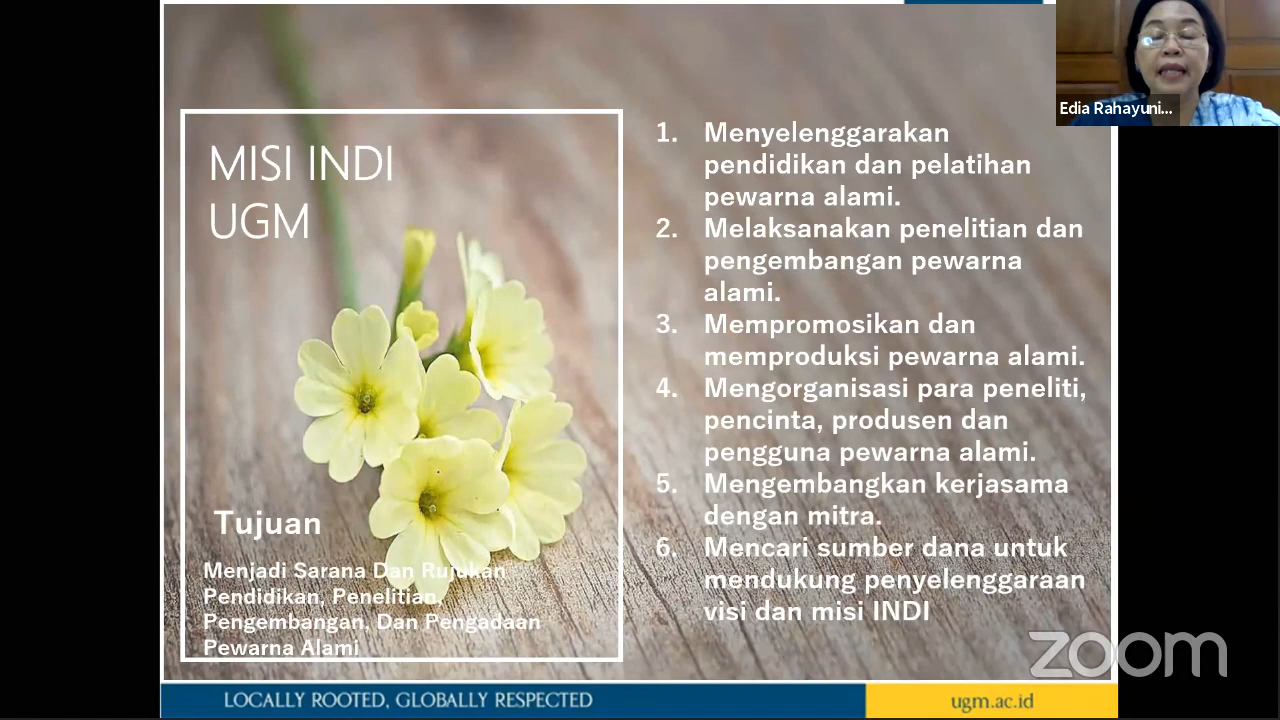 MISI INDI
UGM
Tujuan
Menjadi Sarana Dan Rujukan
Pendidikan, Penelitian,
Pengembangan, Dan Pengadaan
Pewarna Alami
1. Menyelenggarakan
pendidikan dan pelatihan
pewarna alami.
2. Melaksanakan penelitian dan
pengembangan pewarna
alami.
3. Mempromosikan dan
memproduksi pewarna alami.
4. Mengorganisasi para peneliti,
pencinta, produsen dan
pengguna pewarna alami.
5. Mengembangkan kerjasama
dengan mitra.
6. Mencari sumber dana untuk
mendukung penyelenggaraan
visi dan misi INDI
Edia Rahayuni...
zoom
LOCALLY ROOTED, GLOBALLY RESPECTED
ugm.ac.id